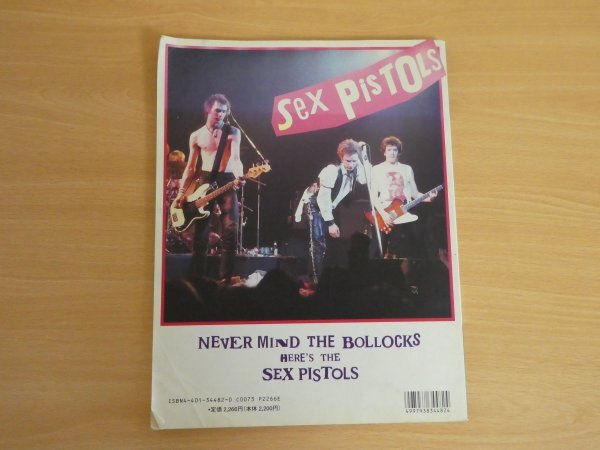 Sex PisTOLS
NEVER MIND THE BOLLOCKS
HERE'S THE
SEX PISTOLS
ISBN4-401-34482-0 C0073 P2266E
•定価2,266円(本体2,200円)
4997938344824